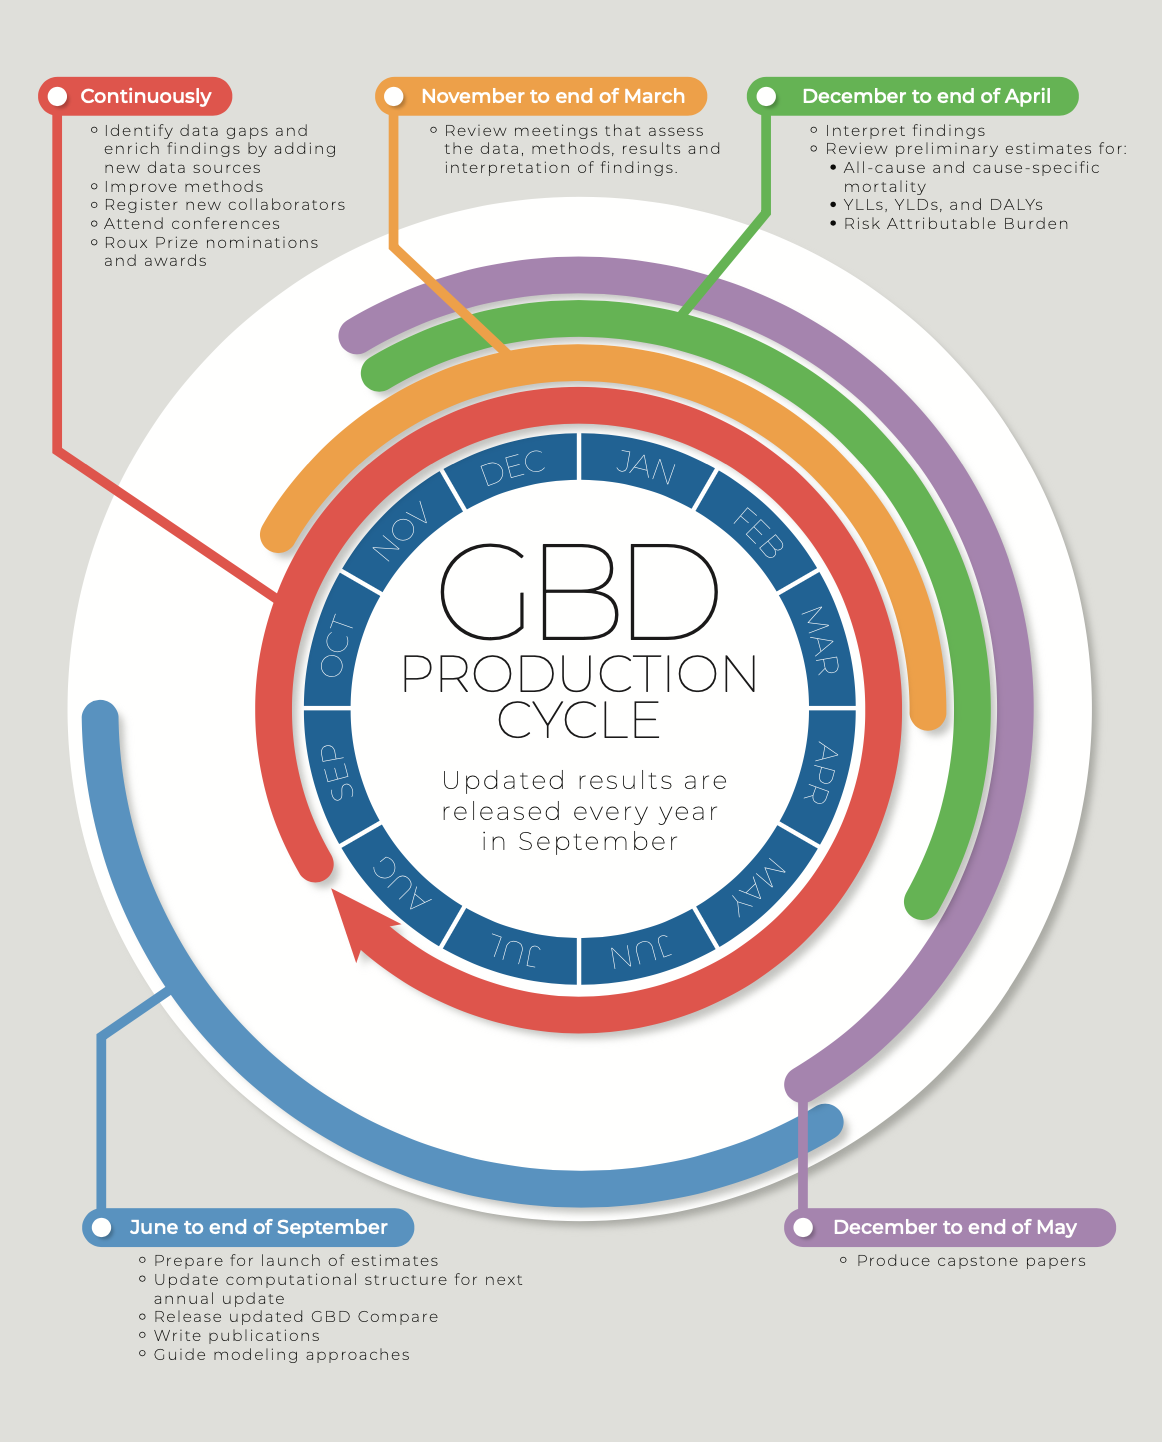 Continuously
Identify data gaps and
enrich findings by adding
new data sources
Improve methods
Register new collaborators
Attend conferences
Roux Prize nominations
and awards
November to end of March
Review meetings that assess
the data, methods, results and
interpretation of findings.
December to end of April
Interpret findings
Review preliminary estimates for:
All-cause and cause-specific
mortality
YLLs, YLDs, and DALYs
Risk Attributable Burden
JAN
FEB
MAR
APR
MAY
JUN
JUL
AUG
SEP
OCT
NOV
DEC
GBD
PRODUCTION
CYCLE
Updated results are
released every year
in September
June to end of September
Prepare for launch of estimates
Update computational structure for next
annual update
Release updated GBD Compare
Write publications
Guide modeling approaches
December to end of May
Produce capstone papers